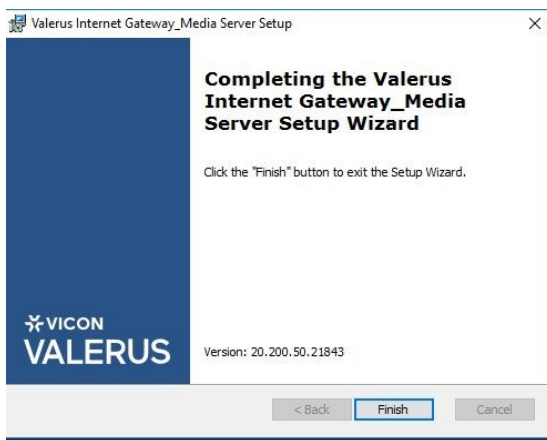 Valerus Internet Gateway_Media Server Setup
Completing the Valerus
Internet Gateway_Media
Server Setup Wizard
Click the "Finish" button to exit the Setup Wizard.
VICON
VALERUS
Version: 20.200.50.21843
< Back Finish Cancel